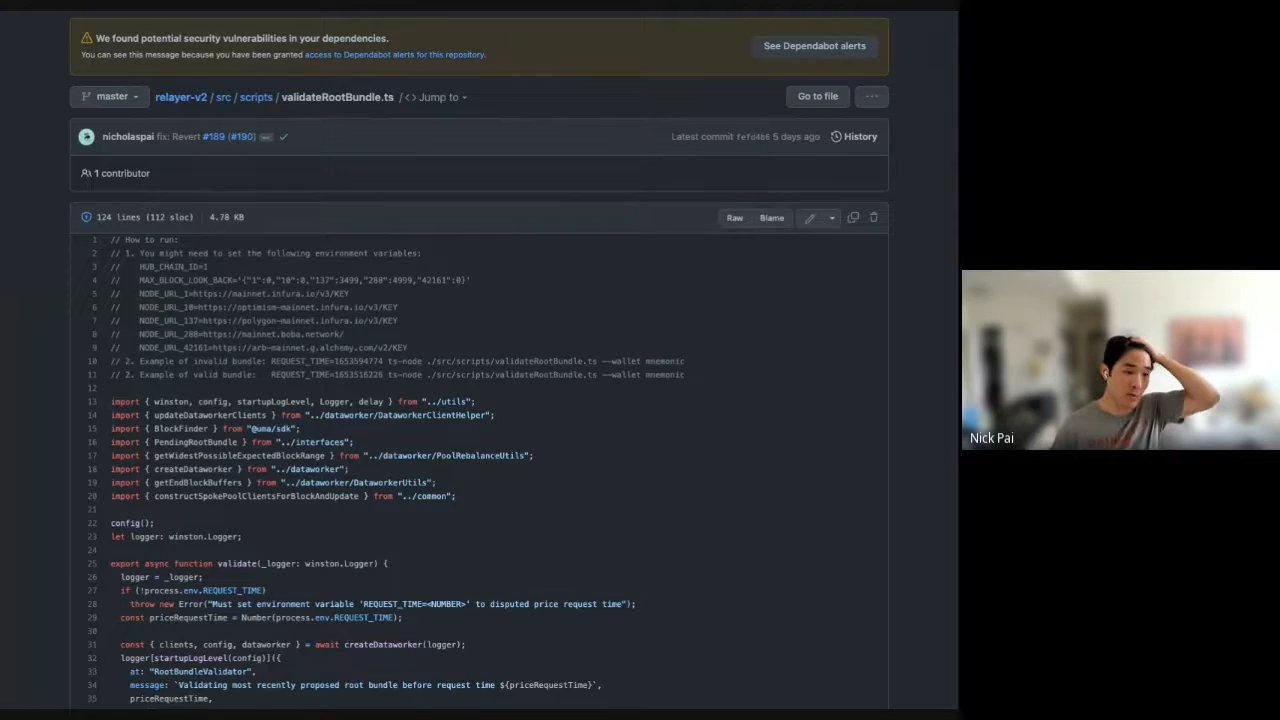 We found potential security vulnerabilities in your dependencies.
You can see this message because you have been granted access to Dependabot alerts for this repository.
See Dependabot alerts
master
relayer-v2 / src / scripts / validateRootBundle.ts / <> Jump to
Go to file
...
nicholaspai fix: Revert #189 (#190) ...
Latest commit fefd4b6 5 days ago
History
1 contributor
124 lines (112 sloc) 4.78 KB
Raw
Blame
1 // How to run:
2 // 1. You might need to set the following environment variables:
3 // HUB_CHAIN_ID=1
4 // MAX_BLOCK_LOOK_BACK='{"1":0,"10":0,"137":3499,"288":4999,"42161":0}'
5 // NODE_URL_1=https://mainnet.infura.io/v3/KEY
6 // NODE_URL_10=https://optimism-mainnet.infura.io/v3/KEY
7 // NODE_URL_137=https://polygon-mainnet.infura.io/v3/KEY
8 // NODE_URL_288=https://mainnet.boba.network/
9 // NODE_URL_42161=https://arb-mainnet.g.alchemy.com/v2/KEY
10 // 2. Example of invalid bundle: REQUEST_TIME=1653594774 ts-node ./src/scripts/validateRootBundle.ts --wallet mnemonic
11 // 2. Example of valid bundle: REQUEST_TIME=1653516226 ts-node ./src/scripts/validateRootBundle.ts --wallet mnemonic
12
13 import { winston, config, startupLogLevel, Logger, delay } from "../utils";
14 import { updateDataworkerClients } from "../dataworker/DataworkerClientHelper";
15 import { BlockFinder } from "@uma/sdk";
16 import { PendingRootBundle } from "../interfaces";
17 import { getWidestPossibleExpectedBlockRange } from "../dataworker/PoolRebalanceUtils";
18 import { createDataworker } from "../dataworker";
19 import { getEndBlockBuffers } from "../dataworker/DataworkerUtils";
20 import { constructSpokePoolClientsForBlockAndUpdate } from "../common";
21
22 config();
23 let logger: winston.Logger;
24
25 export async function validate(_logger: winston.Logger) {
26 logger = _logger;
27 if (!process.env.REQUEST_TIME)
28 throw new Error("Must set environment variable 'REQUEST_TIME=<NUMBER>' to disputed price request time");
29 const priceRequestTime = Number(process.env.REQUEST_TIME);
30
31 const { clients, config, dataworker } = await createDataworker(logger);
32 logger[startupLogLevel(config)]({
33 at: "RootBundleValidator",
34 message: `Validating most recently proposed root bundle before request time ${priceRequestTime}`,
35 priceRequestTime,
Nick Pai